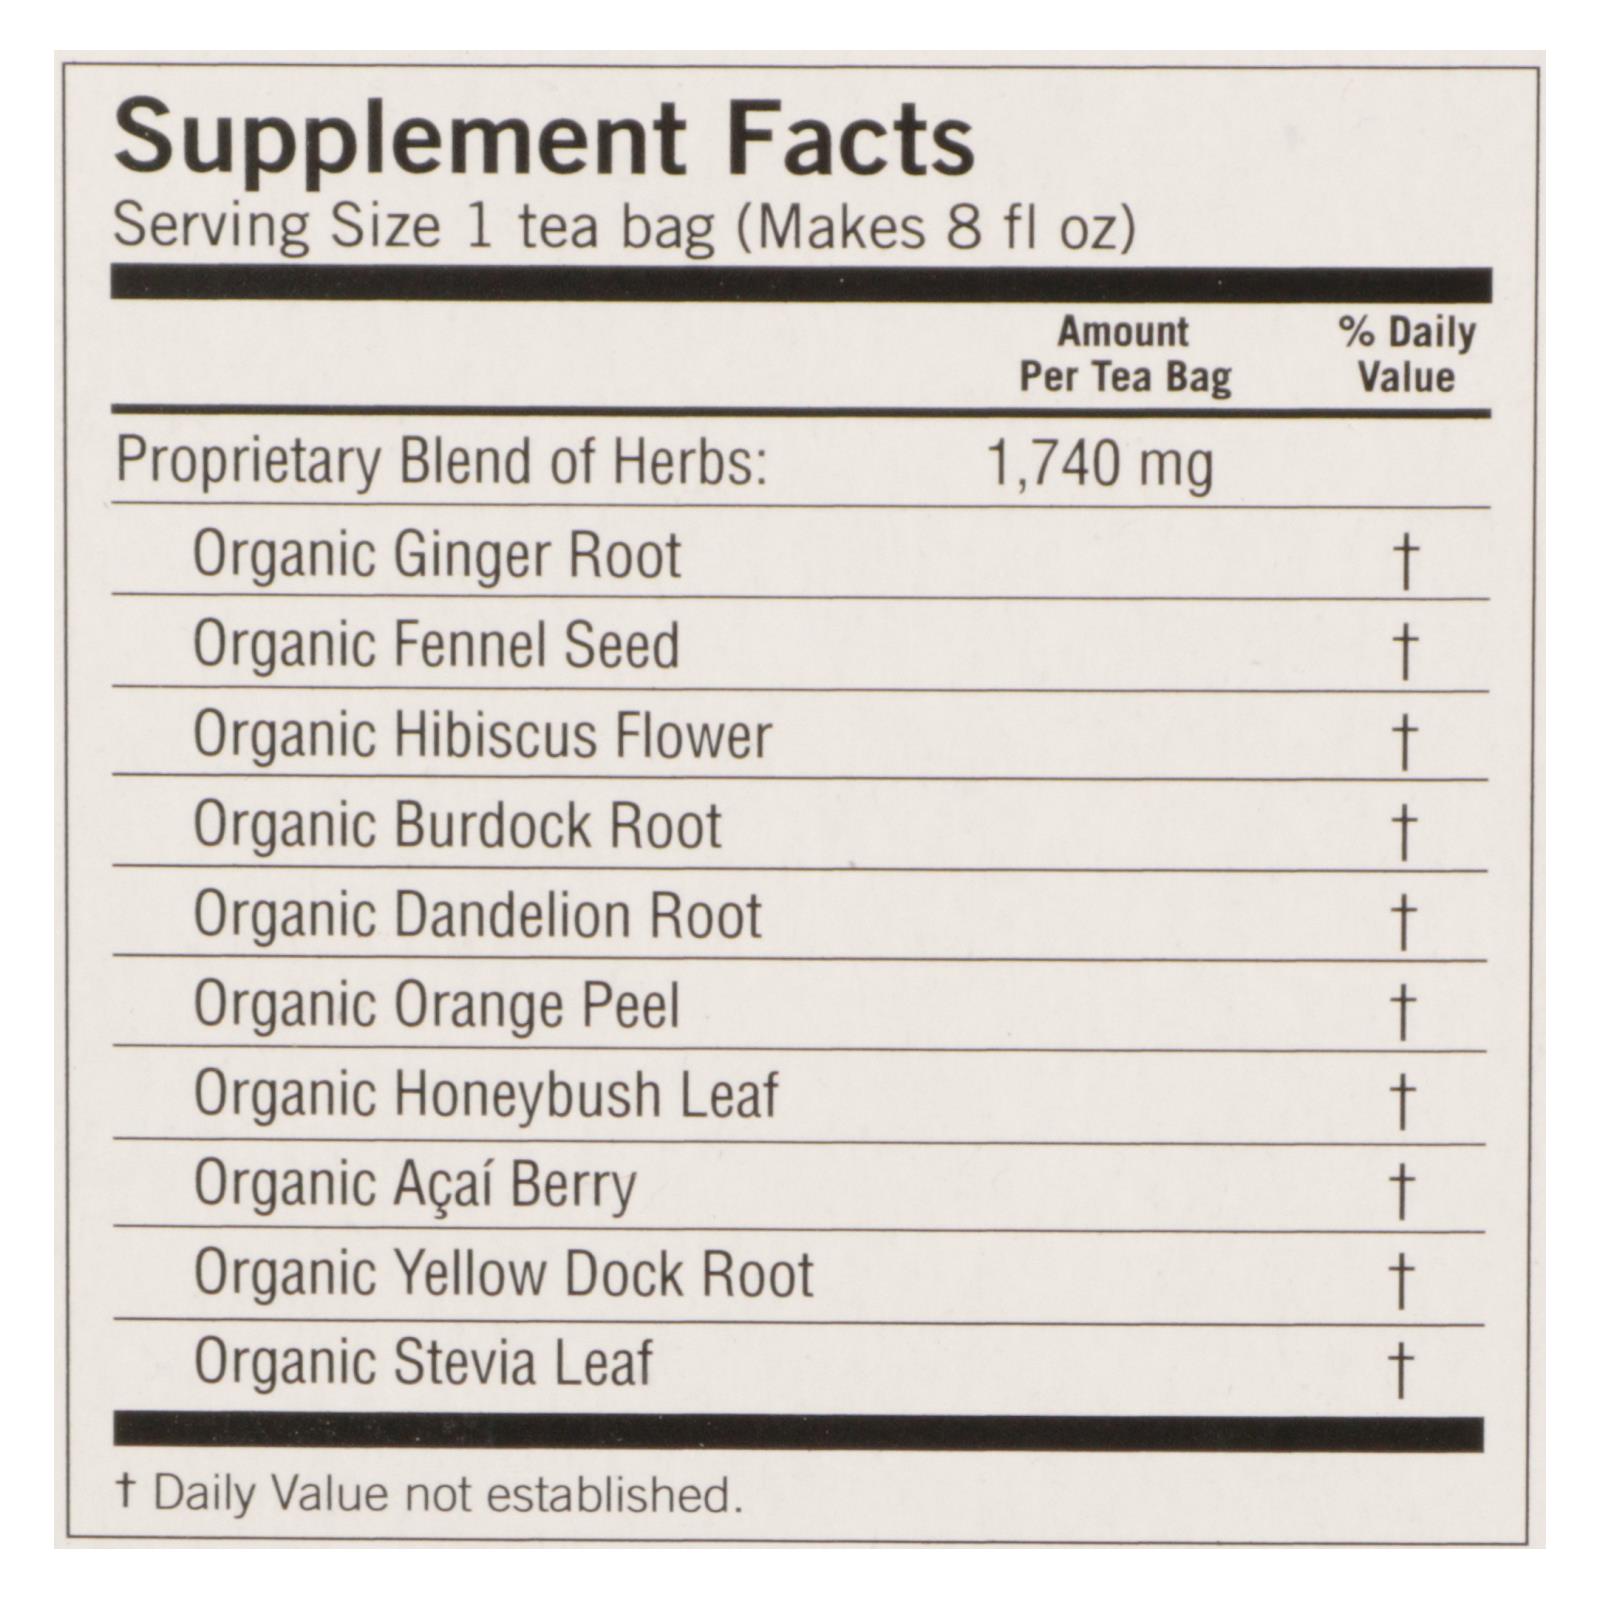 Supplement Facts
Serving Size 1 tea bag (Makes 8 fl oz)
Amount Per Tea Bag % Daily Value
Proprietary Blend of Herbs: 1,740 mg
Organic Ginger Root †
Organic Fennel Seed †
Organic Hibiscus Flower †
Organic Burdock Root †
Organic Dandelion Root †
Organic Orange Peel †
Organic Honeybush Leaf †
Organic Açaí Berry †
Organic Yellow Dock Root †
Organic Stevia Leaf †
† Daily Value not established.